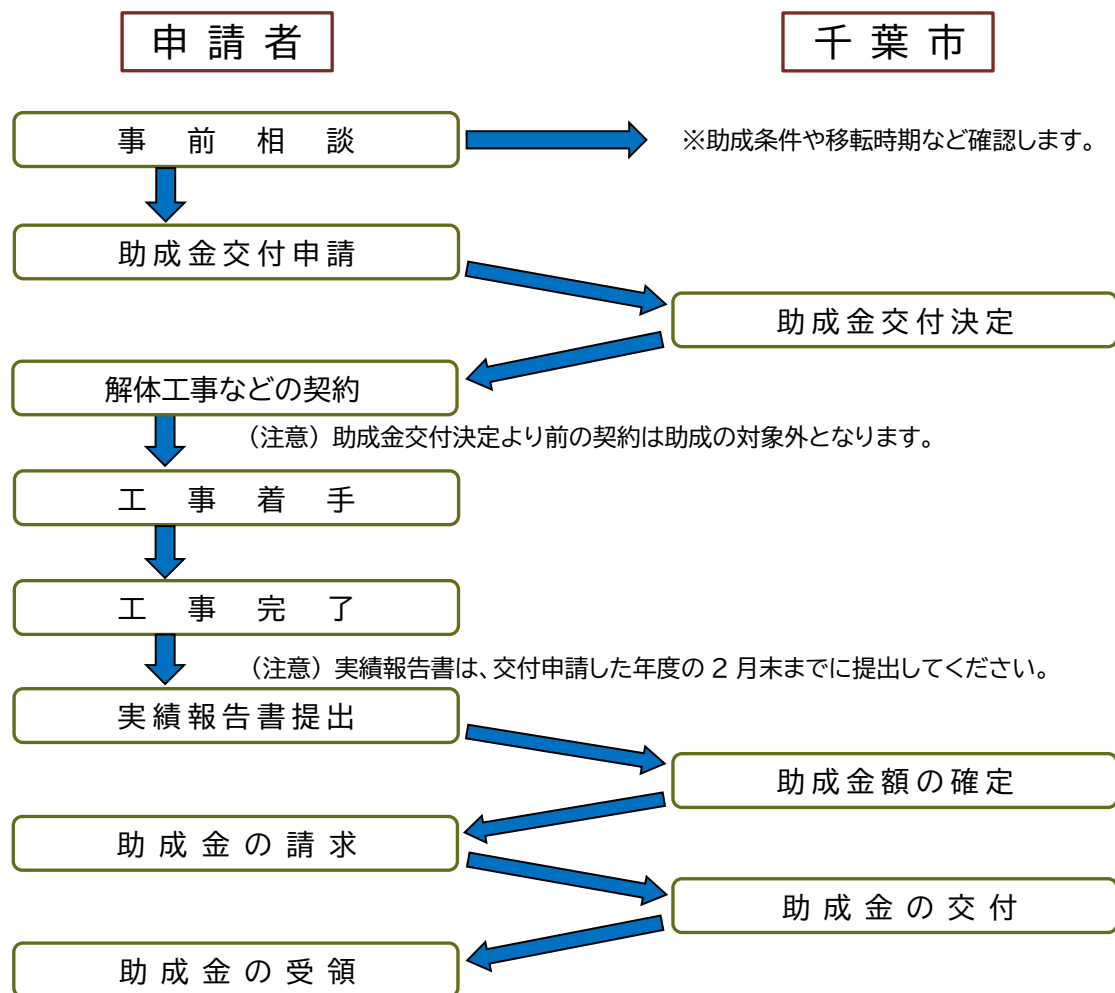 申請者
千葉市
事前相談
※助成条件や移転時期など確認します。
助成金交付申請
助成金交付決定
解体工事などの契約
（注意）助成金交付決定より前の契約は助成の対象外となります。
工事着手
工事完了
（注意）実績報告書は、交付申請した年度の2月末までに提出してください。
実績報告書提出
助成金額の確定
助成金の請求
助成金の交付
助成金の受領